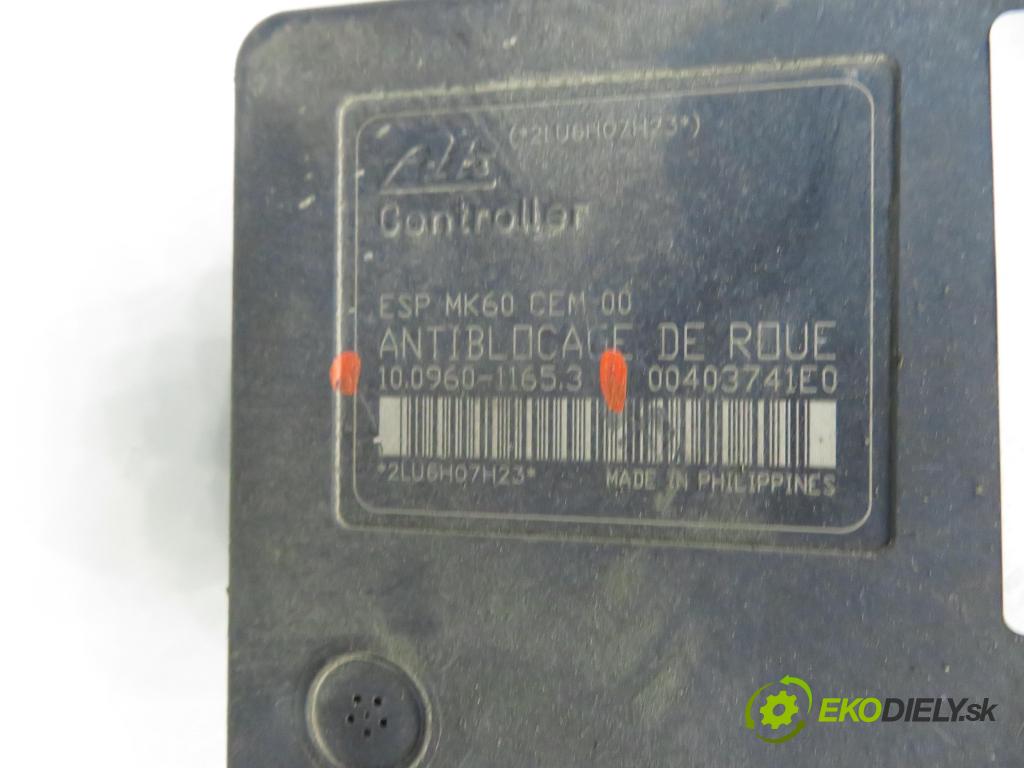 (*2LU6H07H23*)
Ate
Controller
ESP MK60 CEM 00
ANTIBLOCAGE DE ROUE
10.0960-1165.3 00403741E0
*2LU6H07H23*
MADE IN PHILIPPINES
EKODIELY.sk